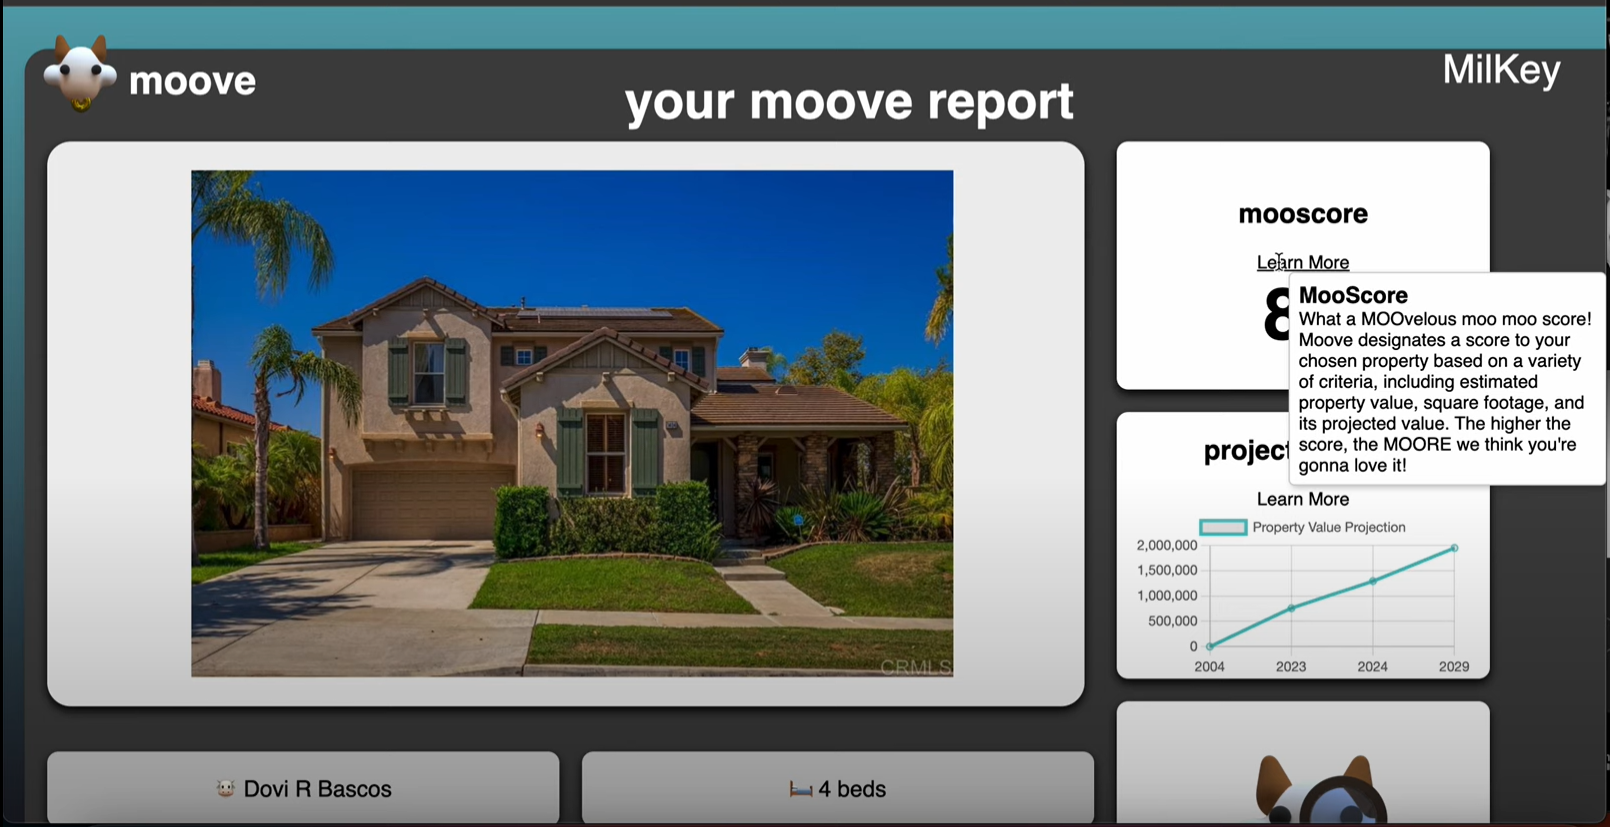 moove
MilKey
your moove report
CRMLS
mooscore
Learn More
8
MooScore
What a MOOvelous moo moo score!
Moove designates a score to your
chosen property based on a variety
of criteria, including estimated
property value, square footage, and
its projected value. The higher the
score, the MOORE we think you're
gonna love it!
Learn More
Property Value Projection
2,000,000
1,500,000
1,000,000
500,000
0
2004 2023 2024 2029
Dovi R Bascos
4 beds